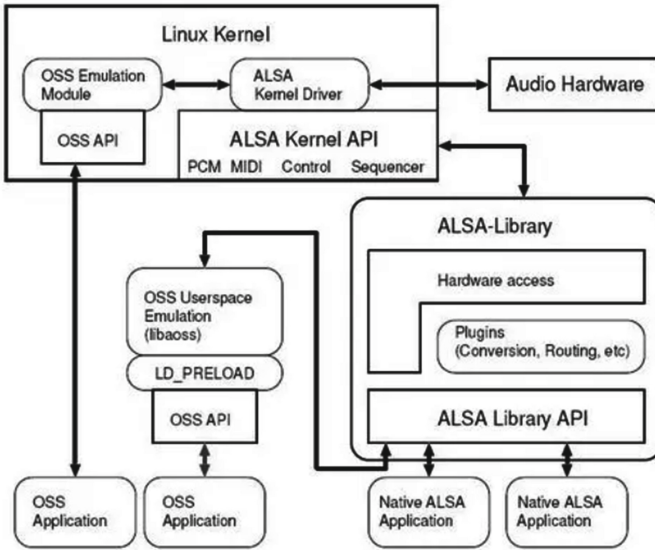 Linux Kernel
OSS Emulation
Module
ALSA
Kernel Driver
Audio Hardware
OSS API
ALSA Kernel API
PCM MIDI Control Sequencer
ALSA-Library
Hardware access
OSS Userspace
Emulation
(libaoss)
Plugins
(Conversion, Routing, etc)
LD_PRELOAD
OSS API
ALSA Library API
OSS
Application
OSS
Application
Native ALSA
Application
Native ALSA
Application